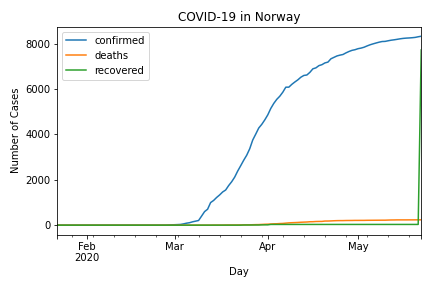 COVID-19 in Norway
confirmed
deaths
recovered
Number of Cases
8000
6000
4000
2000
0
Feb
2020
Mar
Apr
May
Day